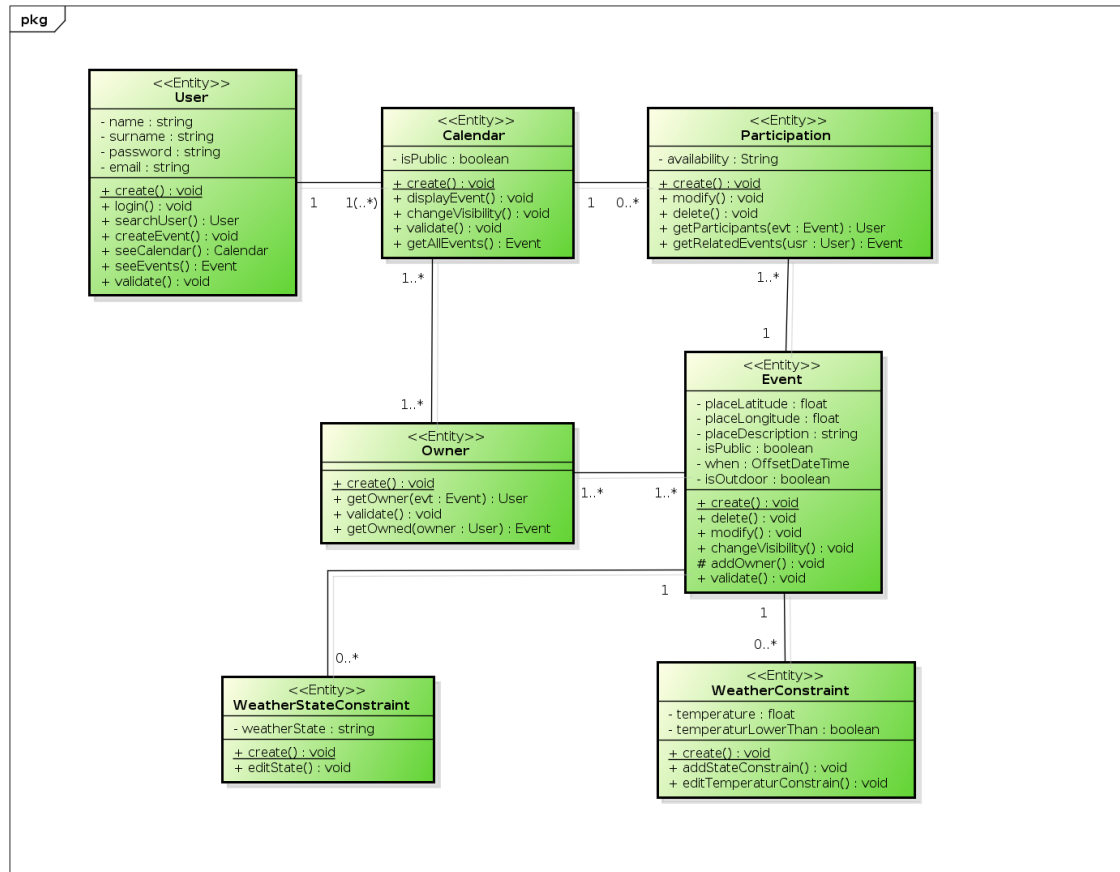 pkg
<<Entity>>
User
- name : string
- surname : string
- password : string
- email : string
+ create() : void
+ login() : void
+ searchUser() : User
+ createEvent() : void
+ seeCalendar() : Calendar
+ seeEvents() : Event
+ validate() : void
1
1(..*)
<<Entity>>
Calendar
- isPublic : boolean
+ create() : void
+ displayEvent() : void
+ changeVisibility() : void
+ validate() : void
+ getAllEvents() : Event
1
0..*
<<Entity>>
Participation
- availability : String
+ create() : void
+ modify() : void
+ delete() : void
+ getParticipants(evt : Event) : User
+ getRelatedEvents(usr : User) : Event
1..*
1..*
1..*
1
<<Entity>>
Owner
+ create() : void
+ getOwner(evt : Event) : User
+ validate() : void
+ getOwned(owner : User) : Event
1..*
1..*
<<Entity>>
Event
- placeLatitude : float
- placeLongitude : float
- placeDescription : string
- isPublic : boolean
- when : OffsetDateTime
- isOutdoor : boolean
+ create() : void
+ delete() : void
+ modify() : void
+ changeVisibility() : void
# addOwner() : void
+ validate() : void
1
0..*
1
0..*
<<Entity>>
WeatherStateConstraint
- weatherState : string
+ create() : void
+ editState() : void
<<Entity>>
WeatherConstraint
- temperature : float
- temperaturLowerThan : boolean
+ create() : void
+ addStateConstrain() : void
+ editTemperaturConstrain() : void